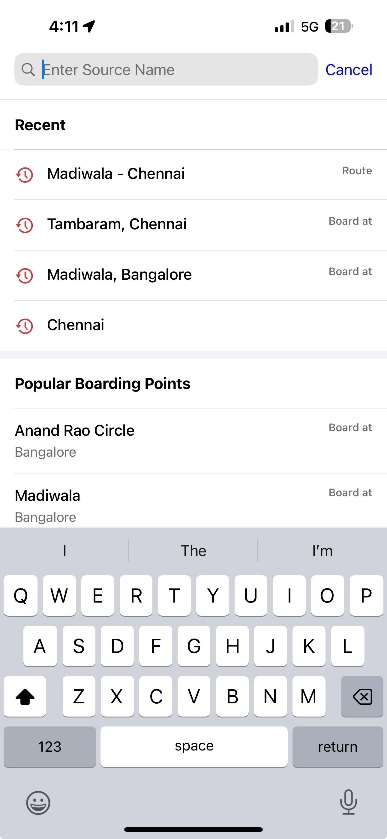 4:11
5G 21
Enter Source Name Cancel
Recent
Madiwala - Chennai Route
Tambaram, Chennai Board at
Madiwala, Bangalore Board at
Chennai
Popular Boarding Points
Anand Rao Circle Board at
Bangalore
Madiwala Board at
Bangalore
I The I'm
Q W E R T Y U I O P
A S D F G H J K L
Z X C V B N M
123 space return